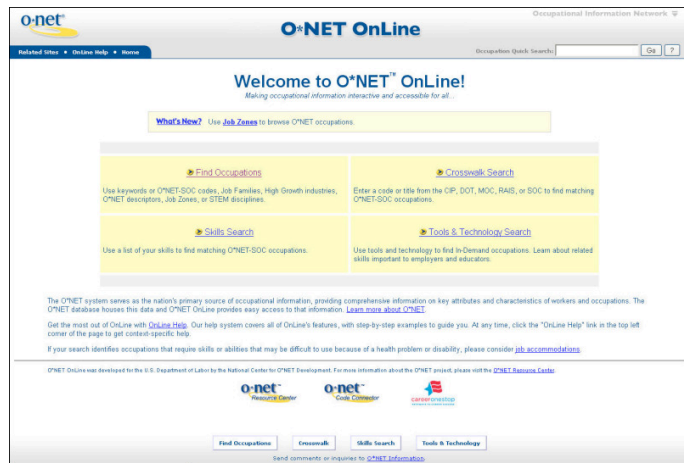 o·net
Occupational Information Network
O*NET OnLine
Related Sites • OnLine Help • Home
Occupation Quick Search: Go ?
Welcome to O*NET™ OnLine!
Making occupational information interactive and accessible for all...
What's New? Use Job Zones to browse O*NET occupations.
Find Occupations
Use keywords or O*NET-SOC codes, Job Families, High Growth industries,
O*NET descriptors, Job Zones, or STEM disciplines.
Crosswalk Search
Enter a code or title from the CIP, DOT, MOC, RAIS, or SOC to find matching
O*NET-SOC occupations.
Skills Search
Use a list of your skills to find matching O*NET-SOC occupations.
Tools & Technology Search
Use tools and technology to find In-Demand occupations. Learn about related
skills important to employers and educators.
The O*NET system serves as the nation's primary source of occupational information, providing comprehensive information on key attributes and characteristics of workers and occupations. The
O*NET database houses this data and O*NET OnLine provides easy access to that information. Learn more about O*NET.
Get the most out of OnLine with OnLine Help. Our help system covers all of OnLine's features, with step-by-step examples to guide you. At any time, click the "OnLine Help" link in the top left
corner of the page to get context-specific help.
If your search identifies occupations that require skills or abilities that may be difficult to use because of a health problem or disability, please consider job accommodations.
O*NET OnLine was developed for the U.S. Department of Labor by the National Center for O*NET Development. For more information about the O*NET project, please visit the O*NET Resource Center.
o·net™ Resource Center
o·net™ Code Connector
careeronestop
Find Occupations Crosswalk Skills Search Tools & Technology
Send comments or inquiries to O*NET Information.